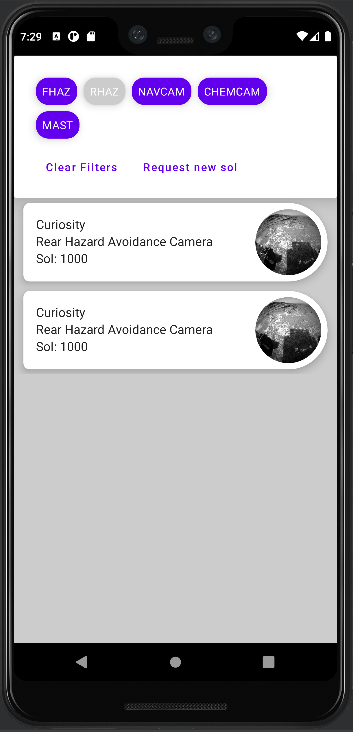 7:29
FHAZ RHAZ NAVCAM CHEMCAM
MAST
Clear Filters Request new sol
Curiosity
Rear Hazard Avoidance Camera
Sol: 1000
Curiosity
Rear Hazard Avoidance Camera
Sol: 1000